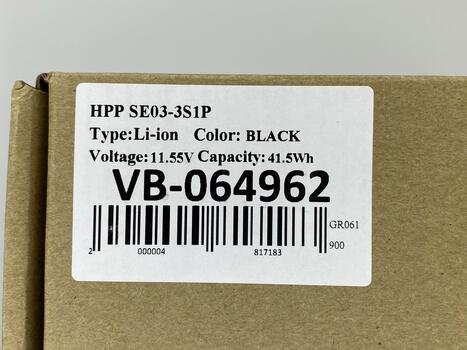 HPP SE03-3S1P
Type:Li-ion Color: BLACK
Voltage:11.55V Capacity:41.5Wh
VB-064962
GR061
900
2 000004 817183